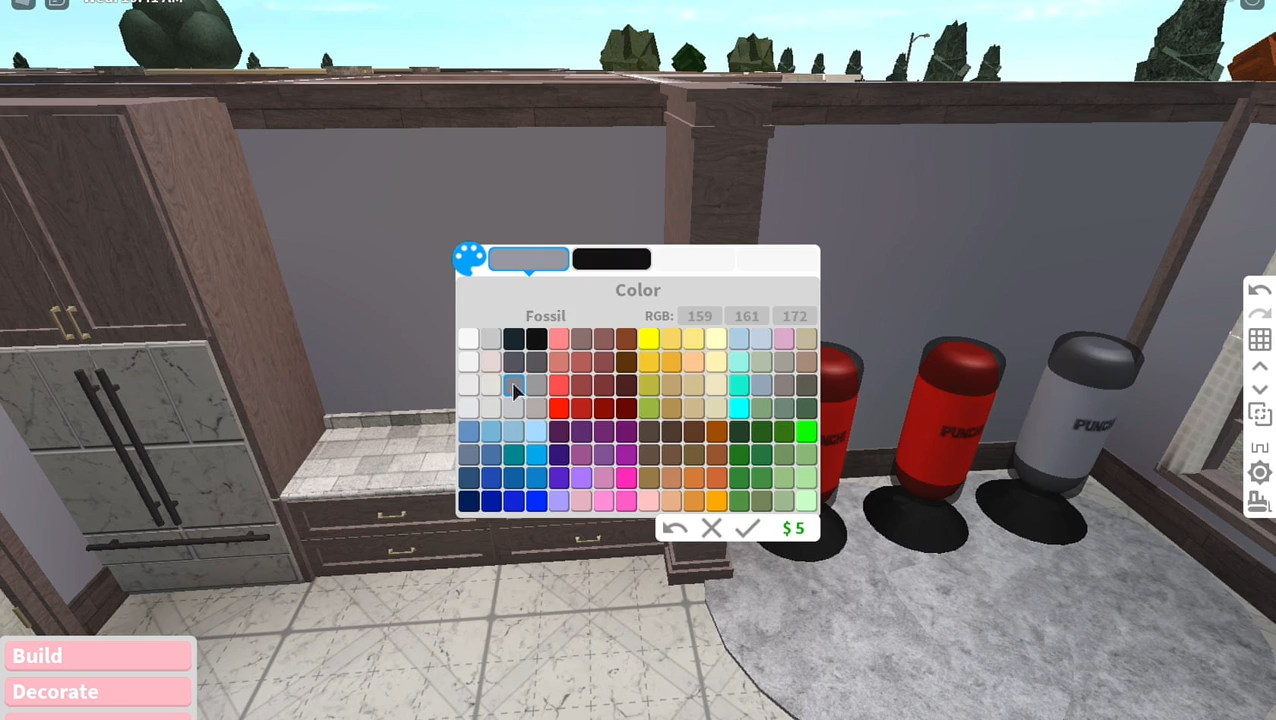 Color
Fossil RGB: 159 161 172
PUNCH
PUNCH
$5
Build
Decorate